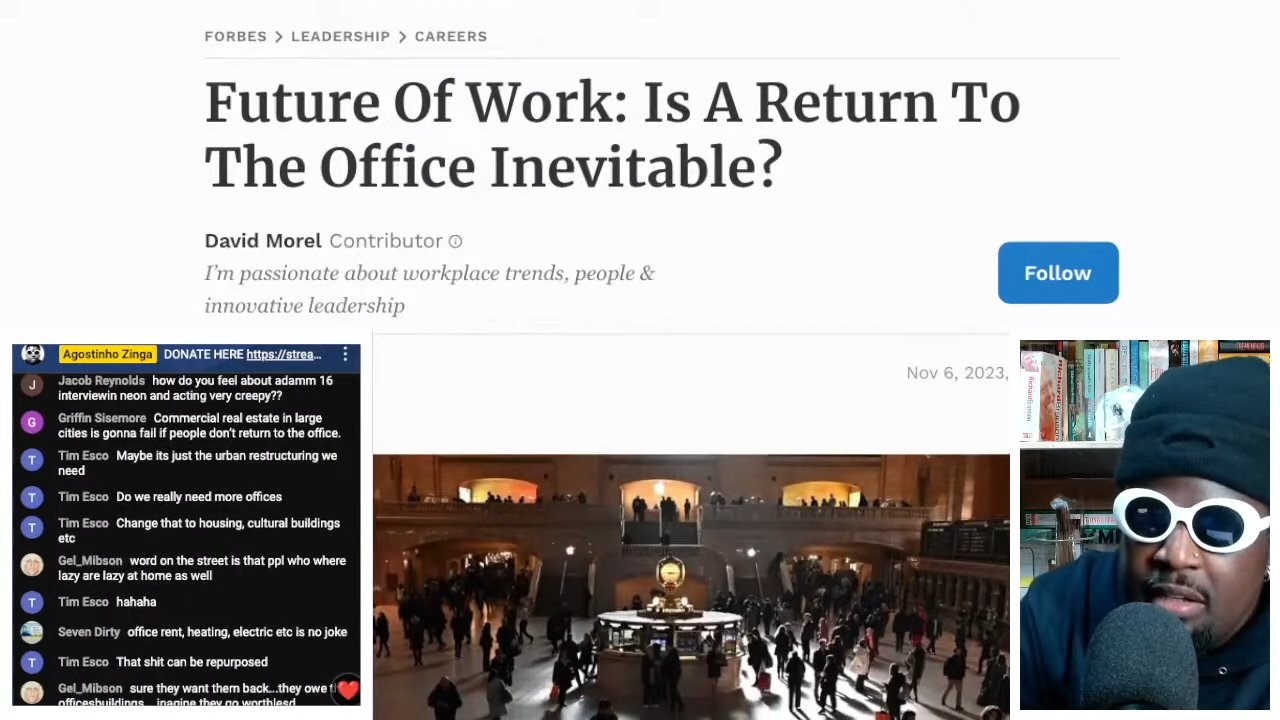 FORBES > LEADERSHIP > CAREERS
Future Of Work: Is A Return To
The Office Inevitable?
David Morel Contributor
I'm passionate about workplace trends, people &
innovative leadership
Follow
Nov 6, 2023,
Agostinho Zinga DONATE HERE https://strea...
J Jacob Reynolds how do you feel about adamm 16
interviewin neon and acting very creepy??
G Griffin Sisemore Commercial real estate in large
cities is gonna fail if people don't return to the office.
T Tim Esco Maybe its just the urban restructuring we
need
T Tim Esco Do we really need more offices
T Tim Esco Change that to housing, cultural buildings
etc
Gel_Mibson word on the street is that ppl who where
lazy are lazy at home as well
T Tim Esco hahaha
Seven Dirty office rent, heating, electric etc is no joke
T Tim Esco That shit can be repurposed
Gel_Mibson sure they want them back...they owe
officesbuildings... imagine they go worthlesd